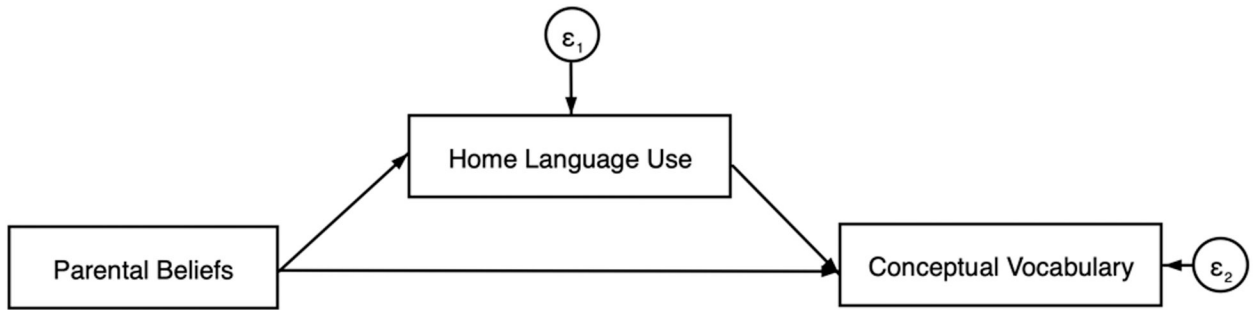 ε₁
Home Language Use
Parental Beliefs
Conceptual Vocabulary
ε₂